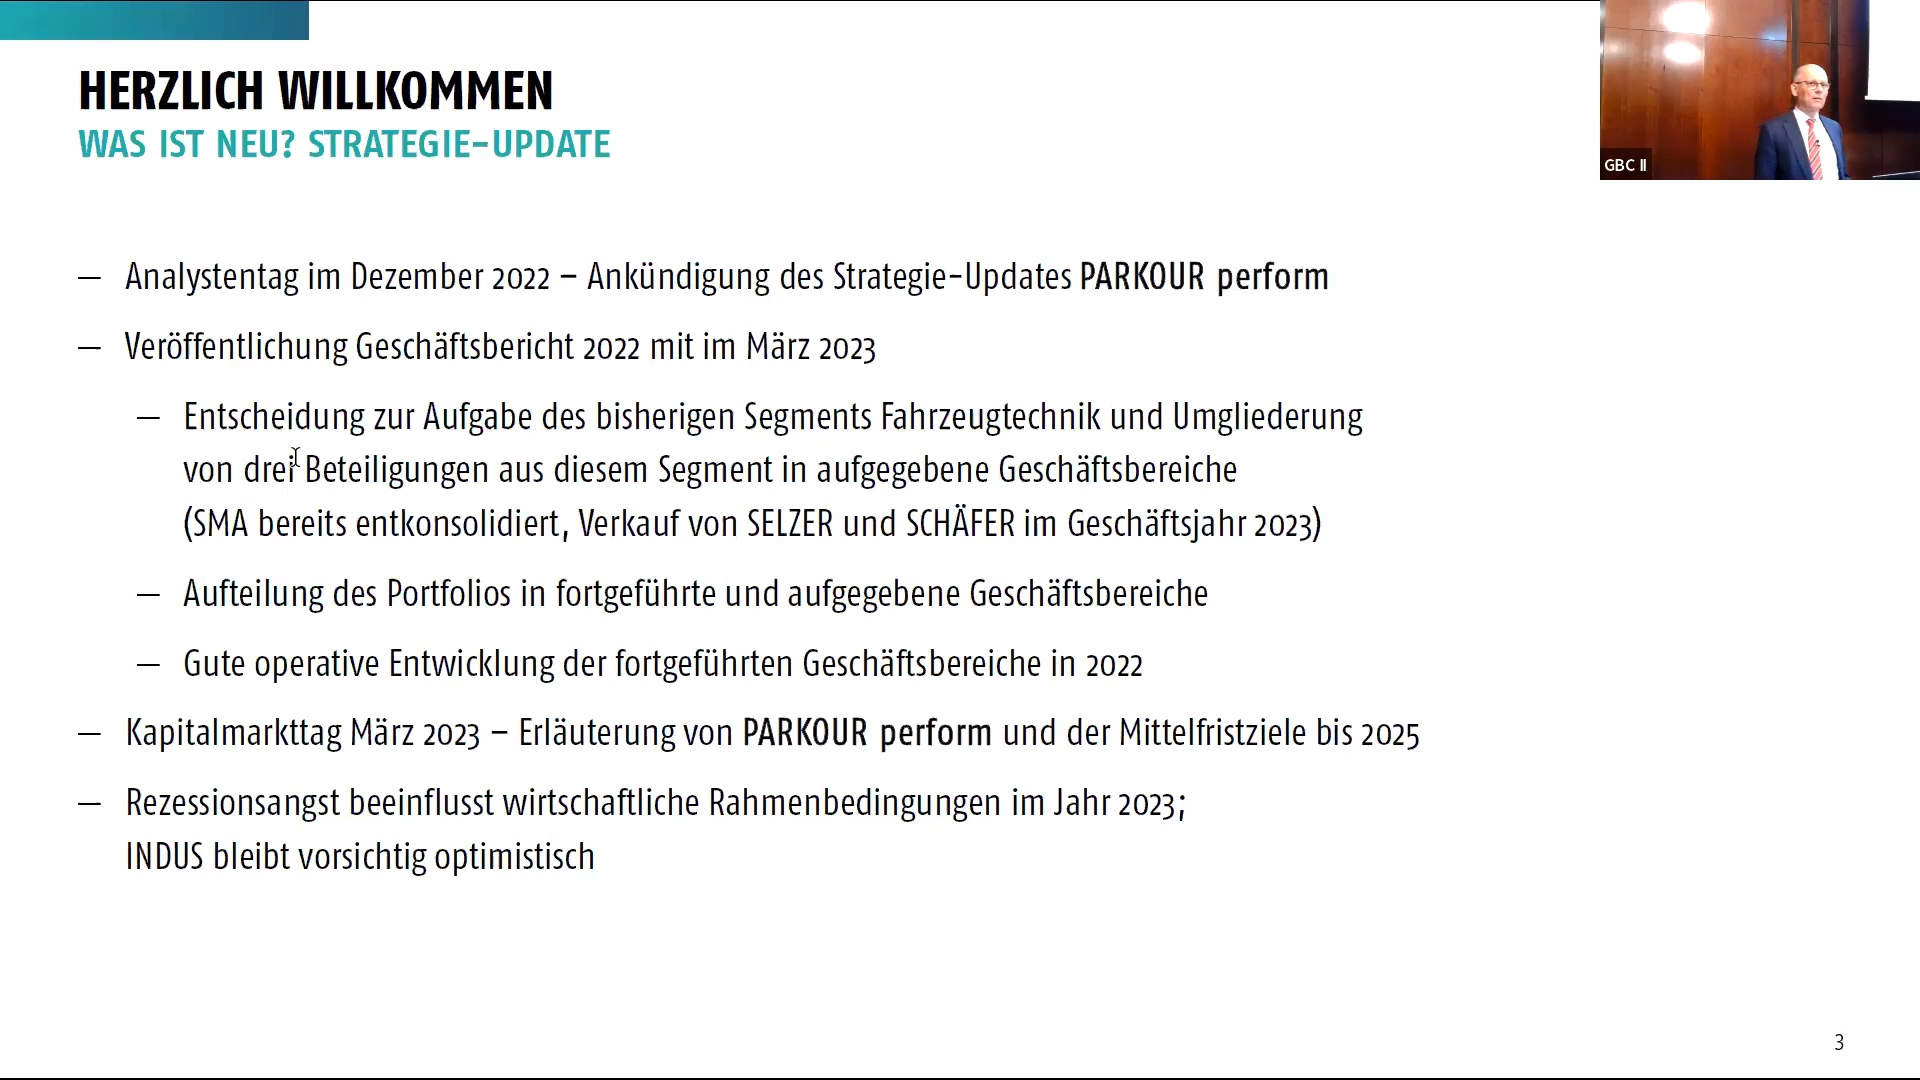 HERZLICH WILLKOMMEN
WAS IST NEU? STRATEGIE-UPDATE
GBC II
— Analystentag im Dezember 2022 – Ankündigung des Strategie-Updates PARKOUR perform
— Veröffentlichung Geschäftsbericht 2022 mit im März 2023
— Entscheidung zur Aufgabe des bisherigen Segments Fahrzeugtechnik und Umgliederung
von drei Beteiligungen aus diesem Segment in aufgegebene Geschäftsbereiche
(SMA bereits entkonsolidiert, Verkauf von SELZER und SCHÄFER im Geschäftsjahr 2023)
— Aufteilung des Portfolios in fortgeführte und aufgegebene Geschäftsbereiche
— Gute operative Entwicklung der fortgeführten Geschäftsbereiche in 2022
— Kapitalmarkttag März 2023 – Erläuterung von PARKOUR perform und der Mittelfristziele bis 2025
— Rezessionsangst beeinflusst wirtschaftliche Rahmenbedingungen im Jahr 2023;
INDUS bleibt vorsichtig optimistisch
3